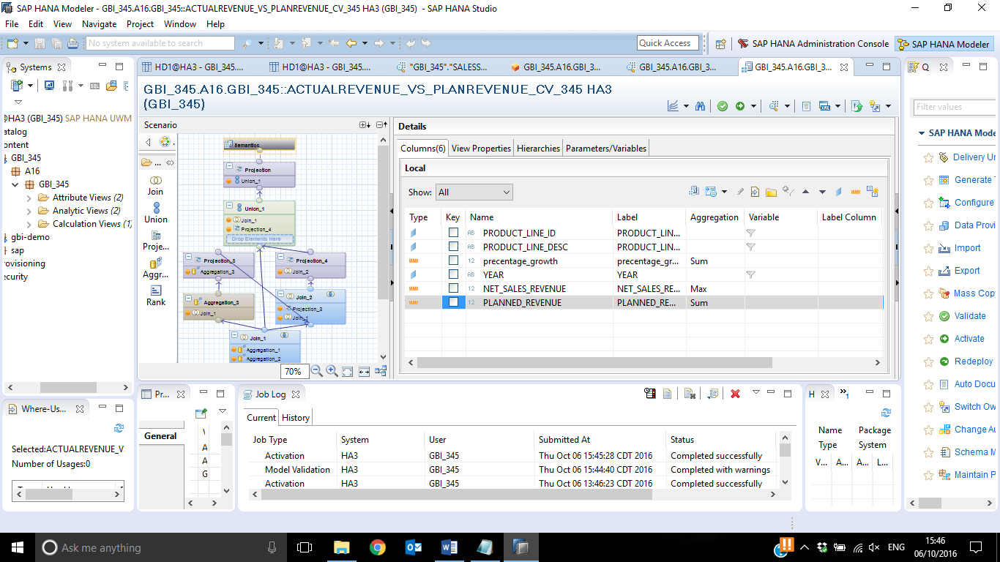 SAP HANA Modeler - GBI_345.A16.GBI_345::ACTUALREVENUE_VS_PLANREVENUE_CV_345 HA3 (GBI_345) - SAP HANA Studio
File Edit View Navigate Project Window Help
No system available to search
Quick Access
SAP HANA Administration Console
SAP HANA Modeler
Systems
HD1@HA3 - GBI_345....
HD1@HA3 - GBI_345....
"GBI_345"."SALESS...
GBI_345.A16.GBI_3...
GBI_345.A16.GBI_3...
GBI_345.A16.GBI_3...
Q
SQL
@HA3 (GBI_345) SAP HANA UWM
atalog
ontent
GBI_345
A16
GBI_345
Attribute Views (2)
Analytic Views (2)
Calculation Views (1)
gbi-demo
sap
rovisioning
ecurity
GBI_345.A16.GBI_345::ACTUALREVENUE_VS_PLANREVENUE_CV_345 HA3
(GBI_345)
Scenario
...
Join
Union
Proje...
Aggr...
Rank
Semantics
Projection
Union_1
Union_1
Join_1
Projection_4
Drop Elements Here
Projection_3
Aggregation_3
Projection_4
Join_2
Aggregation_3
Join_1
Join_2
Projection_3
Join_1
Join_1
Aggregation_1
Aggregation_2
70%
Details
Columns(6) View Properties Hierarchies Parameters/Variables
Local
Show: All
Type Key Name Label Aggregation Variable Label Column
AB PRODUCT_LINE_ID PRODUCT_LIN...
AB PRODUCT_LINE_DESC PRODUCT_LIN...
12 precentage_growth precentage_gr... Sum
AB YEAR YEAR
12 NET_SALES_REVENUE NET_SALES_RE... Max
12 PLANNED_REVENUE PLANNED_RE... Sum
Filter values
SAP HANA Mode
Delivery Un
Generate T
Configure
Data Provi
Import
Export
Mass Cop
Validate
Activate
Redeploy
Auto Docu
Switch Ow
Change Au
Schema M
Maintain P
Where-Us...
Selected:ACTUALREVENUE_V
Number of Usages:0
Pr...
General
A
A
G
Job Log
Current History
Job Type System User Submitted At Status
Activation HA3 GBI_345 Thu Oct 06 15:45:28 CDT 2016 Completed successfully
Model Validation HA3 GBI_345 Thu Oct 06 15:44:40 CDT 2016 Completed with warnings
Activation HA3 GBI_345 Thu Oct 06 13:46:23 CDT 2016 Completed successfully
H
1
Name Package
Type System
V... A... A... L...
Ask me anything
ENG
15:46
06/10/2016